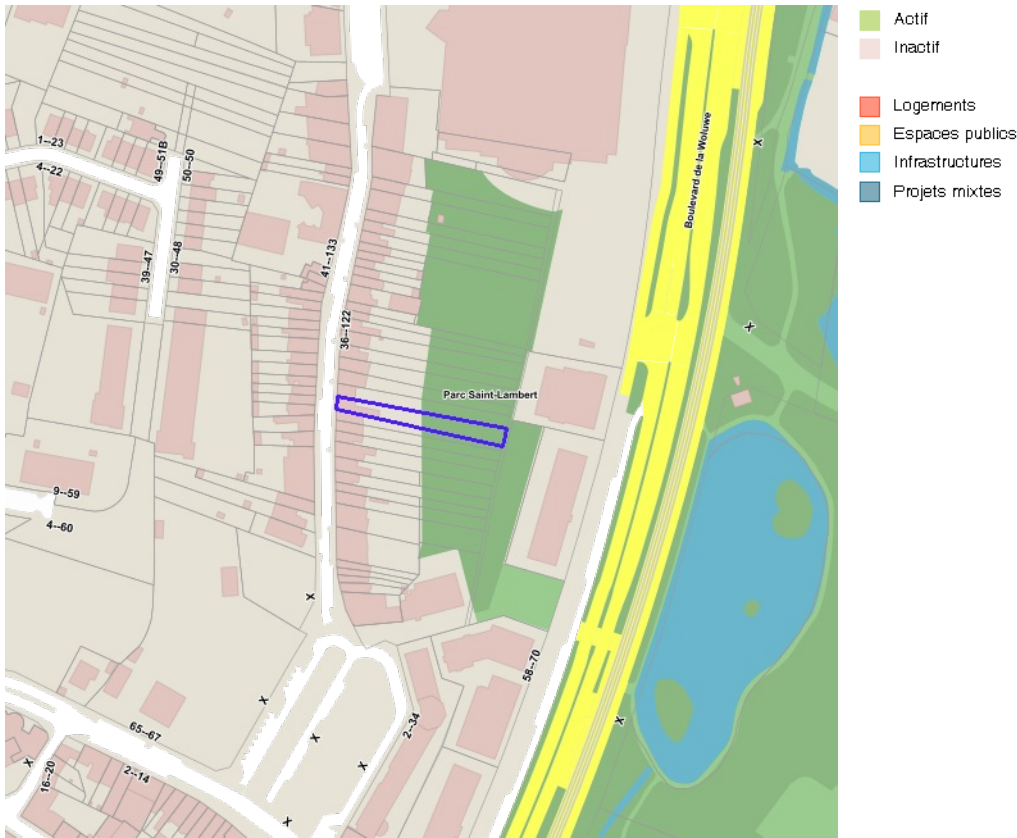 Actif
Inactif
Logements
Espaces publics
Infrastructures
Projets mixtes
1--23
4--22
49--51B
50--50
39--47
30--48
41--133
36--122
Boulevard de la Woluwe
X
X
Parc Saint-Lambert
9--59
4--60
X
58--70
X
X
X
2--34
X
65--67
2--14
16--20
X
X